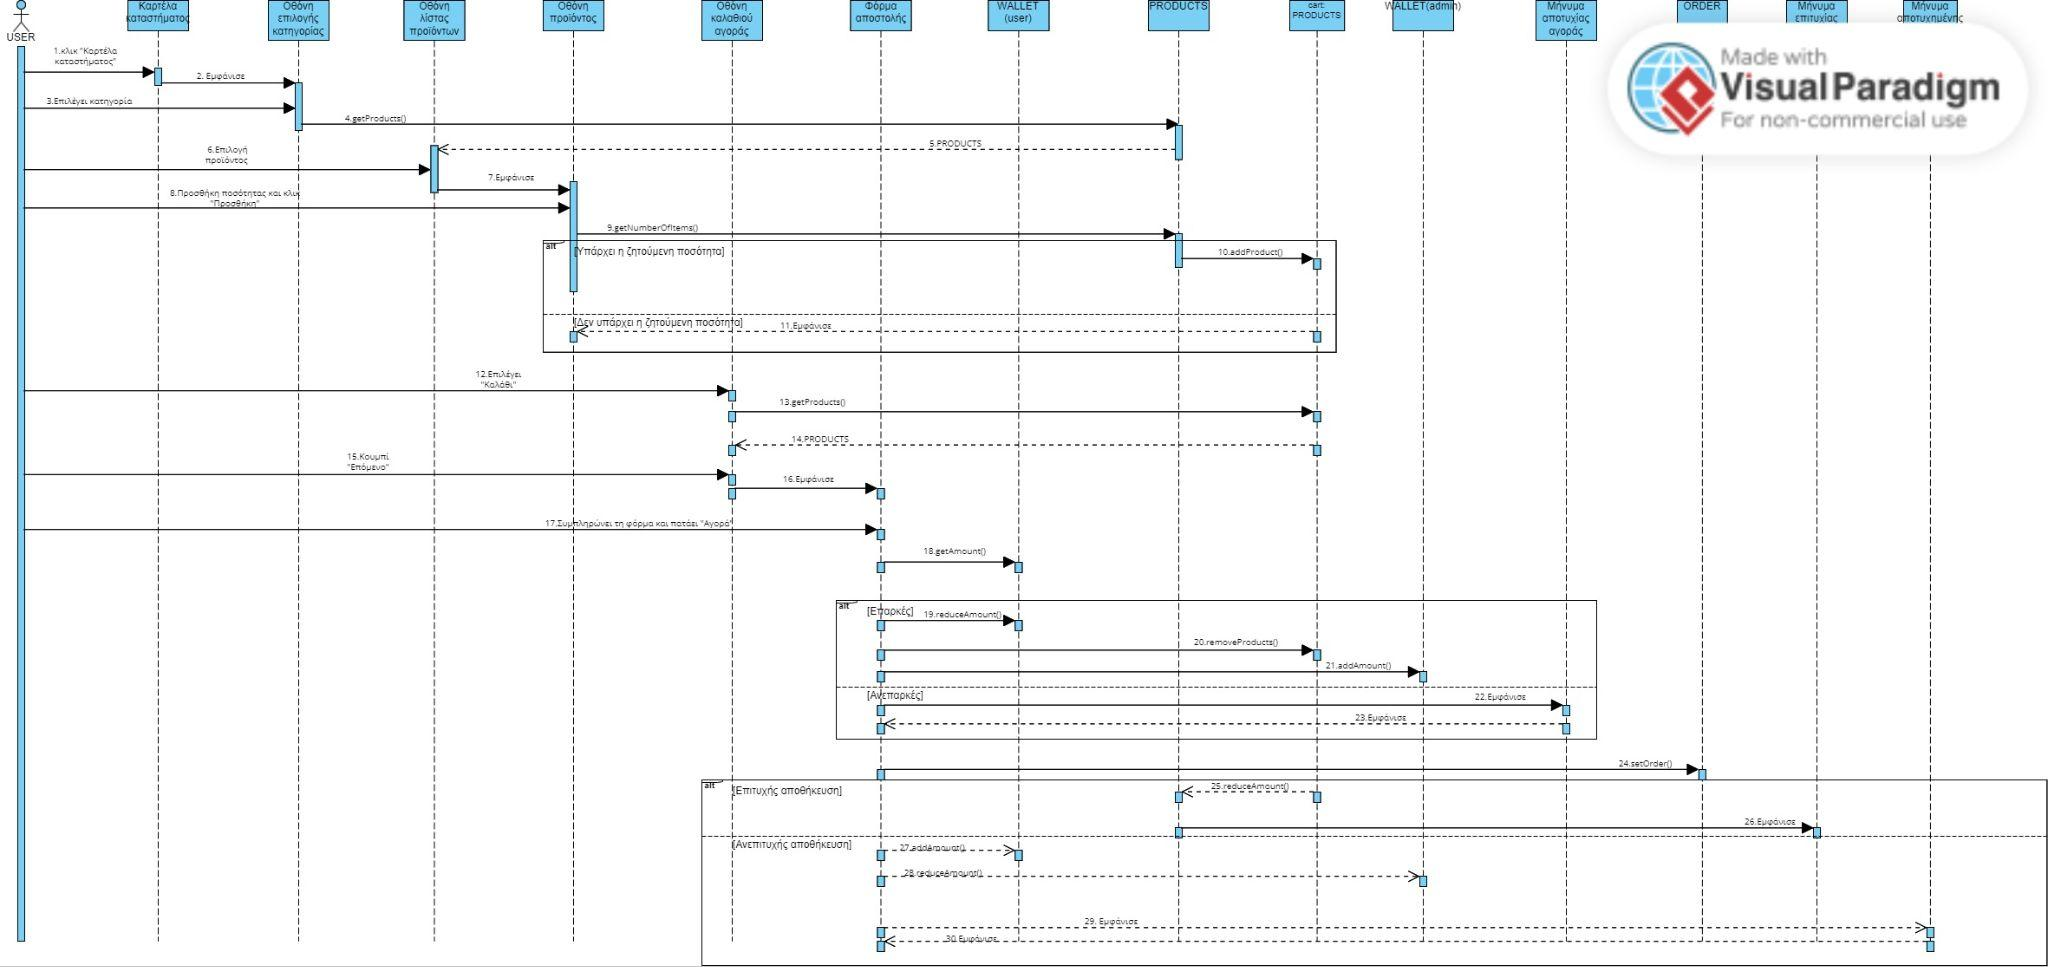 USER
Καρτέλα
καταστήματος
Οθόνη
επιλογής
κατηγορίας
Οθόνη
λίστας
προϊόντων
Οθόνη
προϊόντος
Οθόνη
καλαθιού
αγοράς
Φόρμα
αποστολής
WALLET
(user)
PRODUCTS
cart:
PRODUCTS
WALLET(admin)
Μήνυμα
αποτυχίας
αγοράς
ORDER
Μήνυμα
επιτυχίας
Μήνυμα
αποτυχημένης
Made with
Visual Paradigm
For non-commercial use
1.κλικ "Καρτέλα
καταστήματος"
2. Εμφάνισε
3.Επιλέγει κατηγορία
4.getProducts()
5.PRODUCTS
6.Επιλογή
προϊόντος
7.Εμφάνισε
8.Προσθήκη ποσότητας και κλικ
"Προσθήκη"
9.getNumberOfItems()
alt
[Υπάρχει η ζητούμενη ποσότητα]
10.addProduct()
[Δεν υπάρχει η ζητούμενη ποσότητα]
11.Εμφάνισε
12.Επιλέγει
"Καλάθι"
13.getProducts()
14.PRODUCTS
15.Κουμπί
"Επόμενο"
16.Εμφάνισε
17.Συμπληρώνει τη φόρμα και πατάει "Αγορά"
18.getAmount()
alt
[Επαρκές]
19.reduceAmount()
20.removeProducts()
21.addAmount()
[Ανεπαρκές]
22.Εμφάνισε
23.Εμφάνισε
24.setOrder()
alt
[Επιτυχής αποθήκευση]
25.reduceAmount()
26.Εμφάνισε
[Ανεπιτυχής αποθήκευση]
27.addAmount()
28.reduceAmount()
29. Εμφάνισε
30.Εμφάνισε